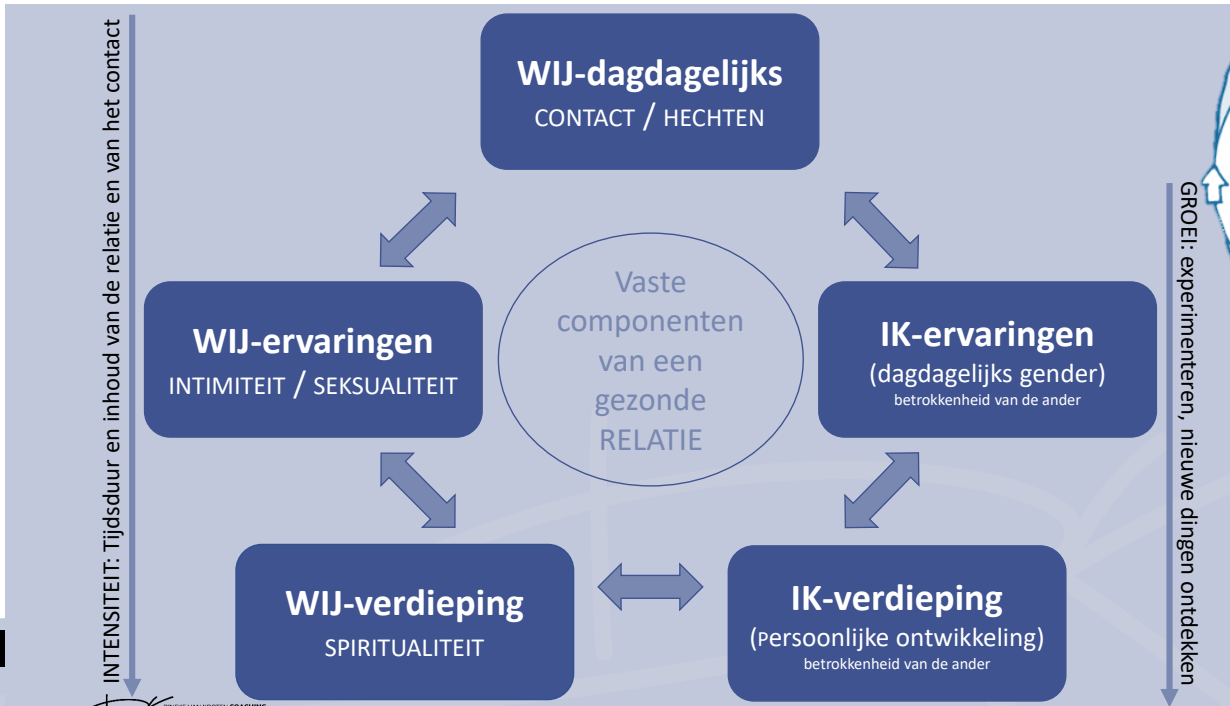 INTENSITEIT: Tijdsduur en inhoud van de relatie en van het contact
WIJ-dagdagelijks
CONTACT / HECHTEN
WIJ-ervaringen
INTIMITEIT / SEKSUALITEIT
Vaste
componenten
van een
gezonde
RELATIE
IK-ervaringen
(dagdagelijks gender)
betrokkenheid van de ander
WIJ-verdieping
SPIRITUALITEIT
IK-verdieping
(Persoonlijke ontwikkeling)
betrokkenheid van de ander
GROEI: experimenteren, nieuwe dingen ontdekken
COACHING